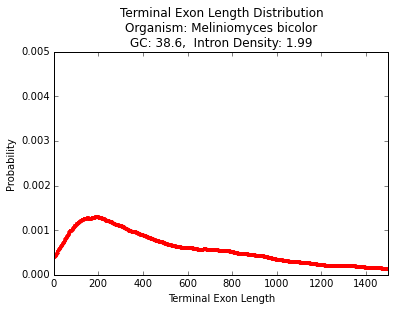 Terminal Exon Length Distribution
Organism: Meliniomyces bicolor
GC: 38.6,  Intron Density: 1.99
0.005
0.004
0.003
0.002
0.001
0.000
Probability
0 200 400 600 800 1000 1200 1400
Terminal Exon Length